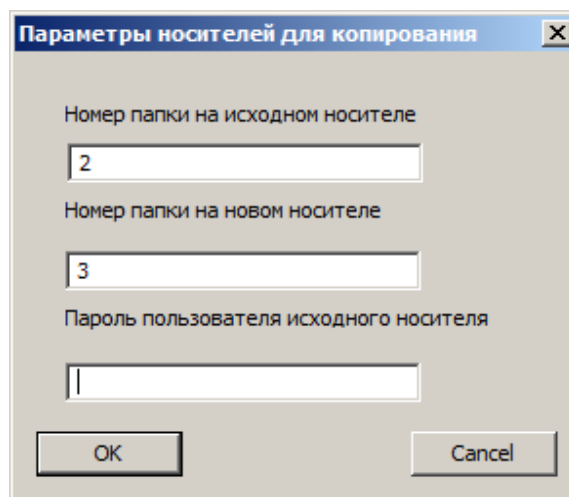 Параметры носителей для копирования
Номер папки на исходном носителе
2
Номер папки на новом носителе
3
Пароль пользователя исходного носителя
OK Cancel